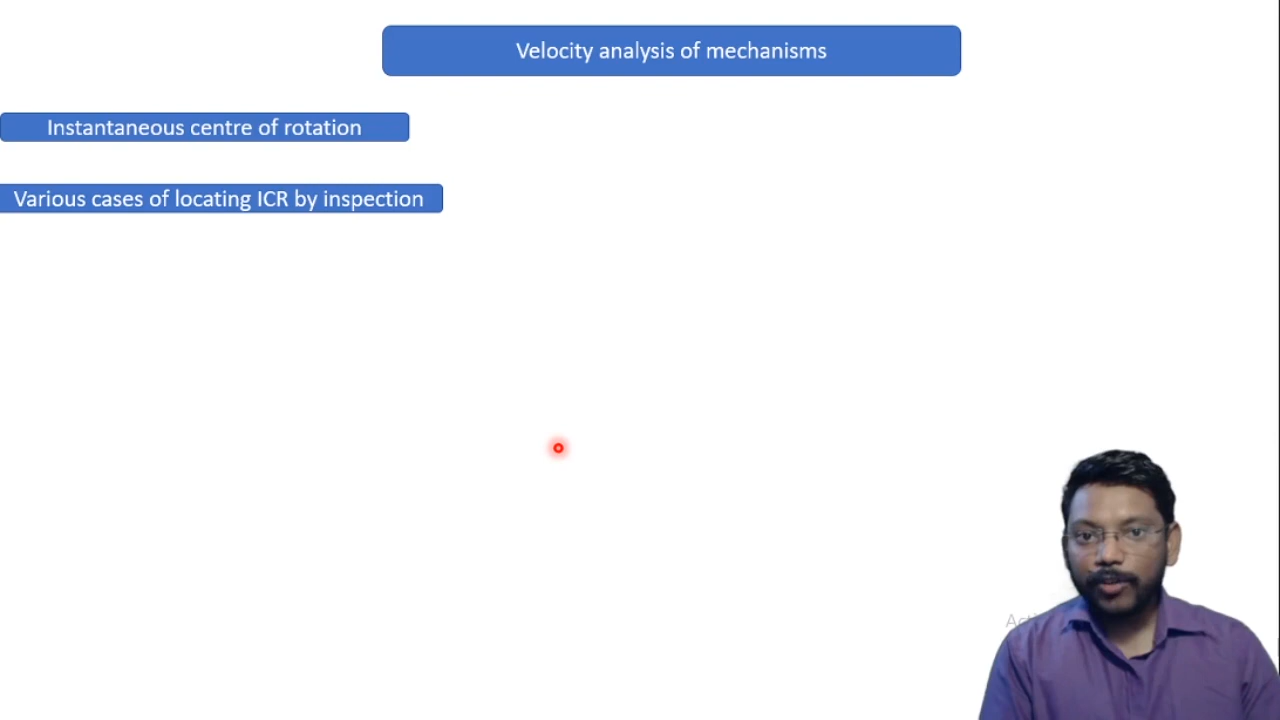 Velocity analysis of mechanisms
Instantaneous centre of rotation
Various cases of locating ICR by inspection